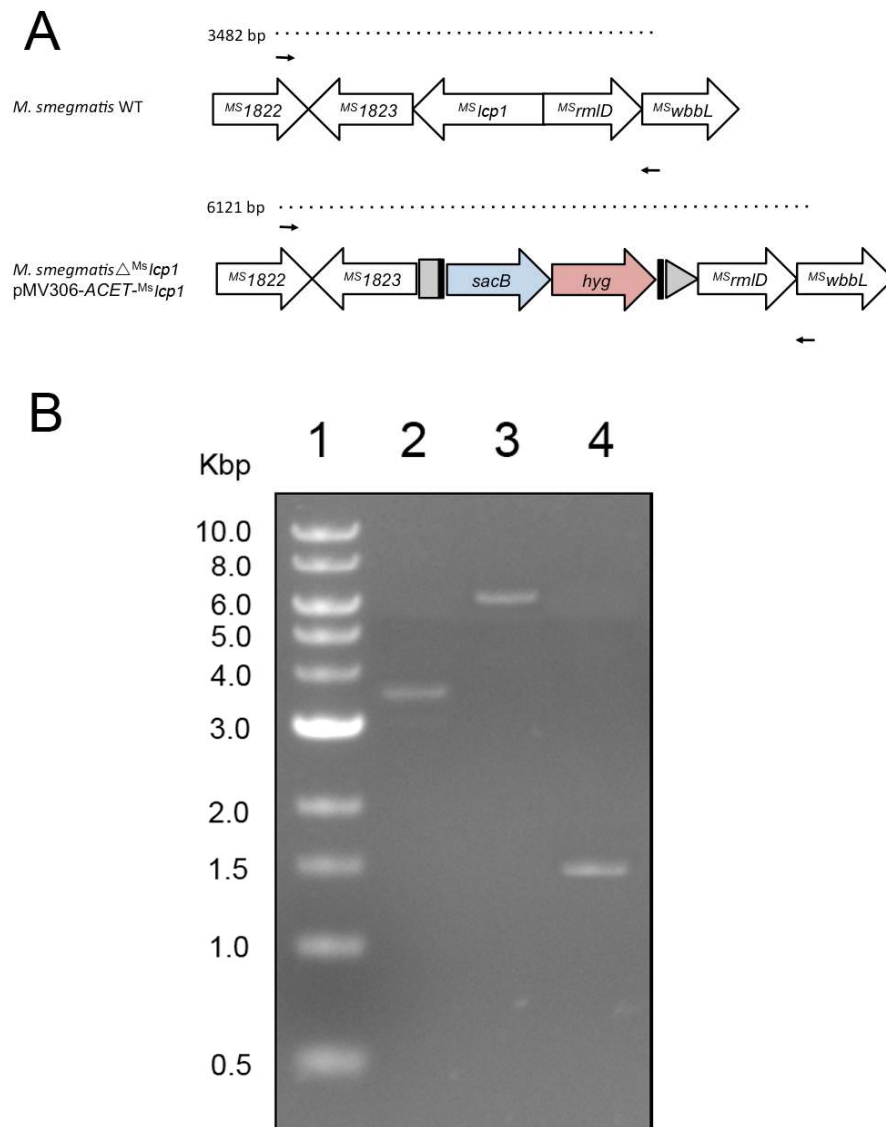 A
3482 bp
M. smegmatis WT
MS1822 MS1823 MSlcp1 MSrmlD MSwbbL
6121 bp
M. smegmatis△Mslcp1
pMV306-ACET-Mslcp1
MS1822 MS1823 sacB hyg MSrmlD MSwbbL
B
Kbp 1 2 3 4
10.0
8.0
6.0
5.0
4.0
3.0
2.0
1.5
1.0
0.5